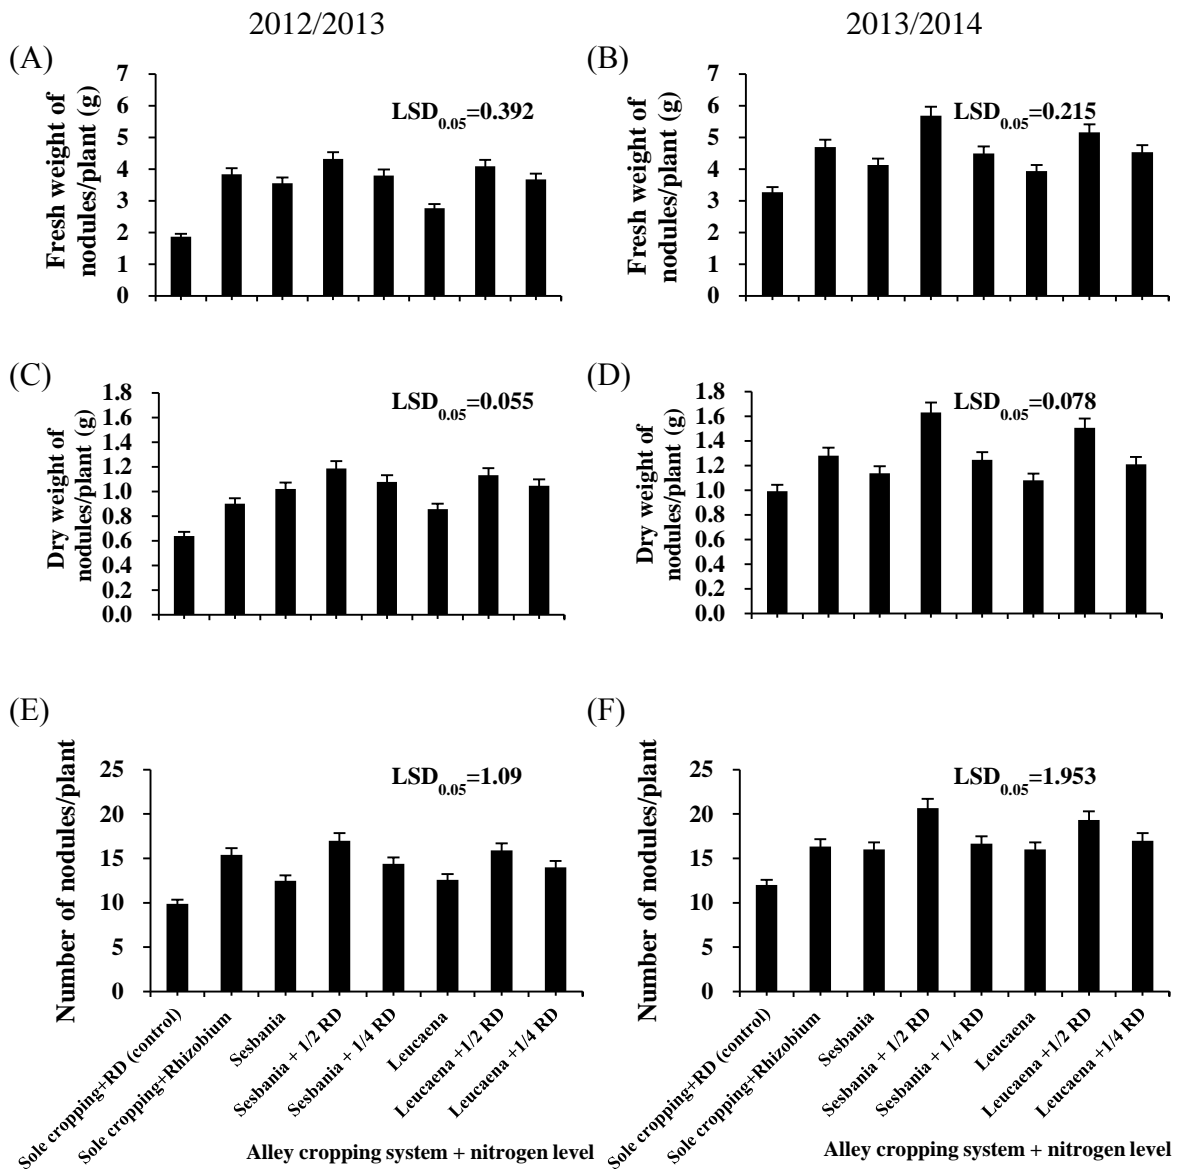 2012/2013
2013/2014
(A)
Fresh weight of
nodules/plant (g)
7
6
5
4
3
2
1
0
LSD0.05=0.392
(B)
Fresh weight of
nodules/plant (g)
7
6
5
4
3
2
1
0
LSD0.05=0.215
(C)
Dry weight of
nodules/plant (g)
1.8
1.6
1.4
1.2
1.0
0.8
0.6
0.4
0.2
0.0
LSD0.05=0.055
(D)
Dry weight of
nodules/plant (g)
1.8
1.6
1.4
1.2
1.0
0.8
0.6
0.4
0.2
0.0
LSD0.05=0.078
(E)
Number of nodules/plant
25
20
15
10
5
0
LSD0.05=1.09
Sole cropping+RD (control)
Sole cropping+Rhizobium
Sesbania
Sesbania + 1/2 RD
Sesbania + 1/4 RD
Leucaena
Leucaena +1/2 RD
Leucaena +1/4 RD
Alley cropping system + nitrogen level
(F)
Number of nodules/plant
25
20
15
10
5
0
LSD0.05=1.953
Sole cropping+RD (control)
Sole cropping+Rhizobium
Sesbania
Sesbania + 1/2 RD
Sesbania + 1/4 RD
Leucaena
Leucaena +1/2 RD
Leucaena +1/4 RD
Alley cropping system + nitrogen level